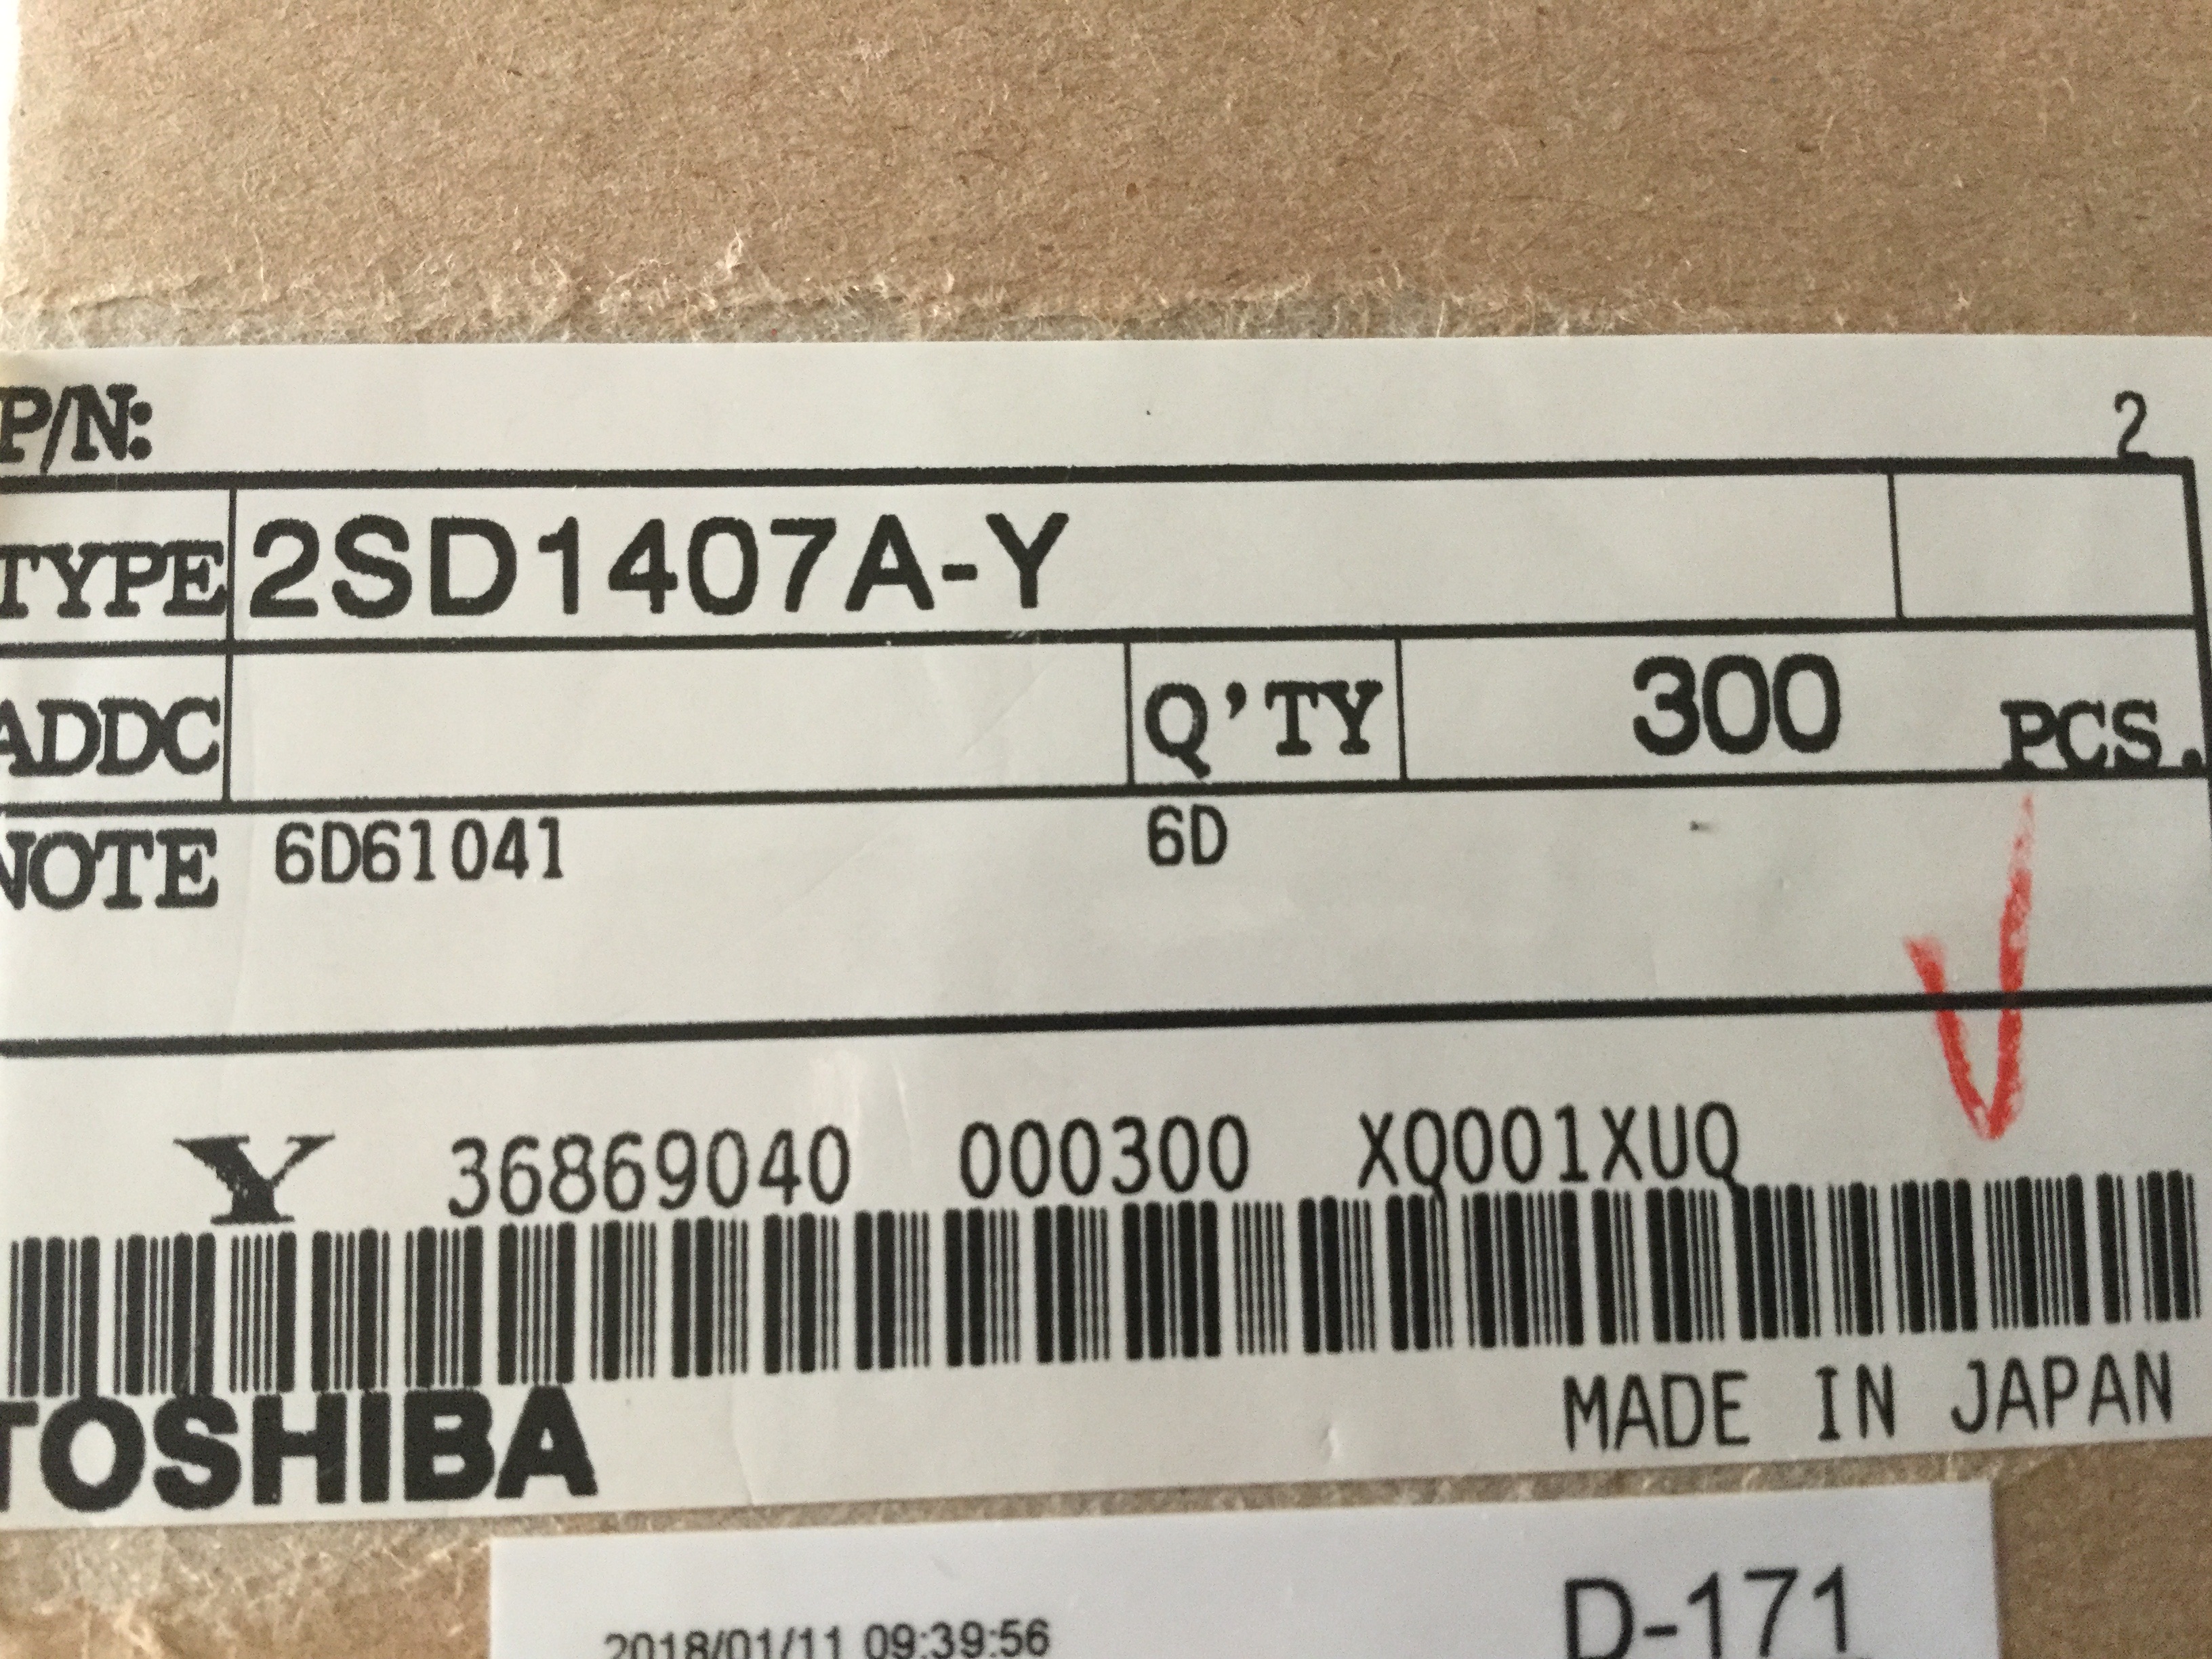 P/N:
2
TYPE 2SD1407A-Y
ADDC Q'TY 300 PCS.
NOTE 6D61041 6D
Y 36869040 000300 XQ001XUQ
TOSHIBA MADE IN JAPAN
2018/01/11 09:39:56 D-171